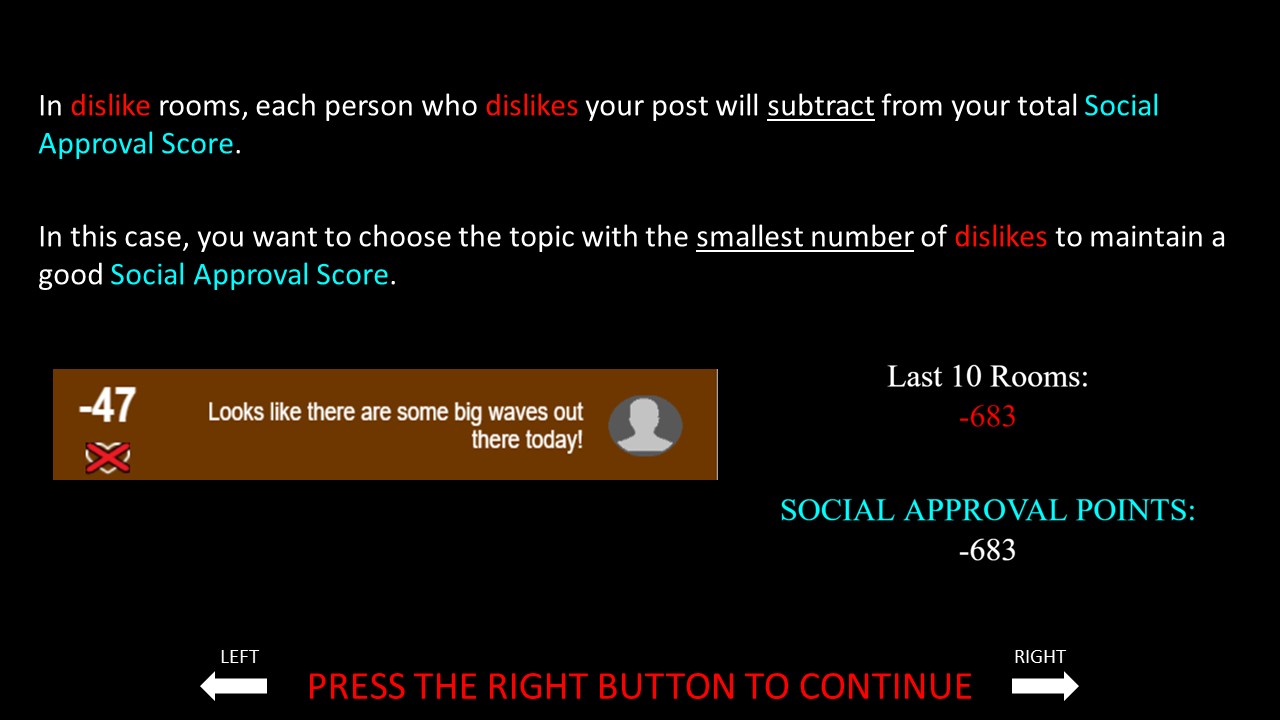 In dislike rooms, each person who dislikes your post will subtract from your total Social
Approval Score.
In this case, you want to choose the topic with the smallest number of dislikes to maintain a
good Social Approval Score.
-47
Looks like there are some big waves out
there today!
Last 10 Rooms:
-683
SOCIAL APPROVAL POINTS:
-683
LEFT
RIGHT
PRESS THE RIGHT BUTTON TO CONTINUE